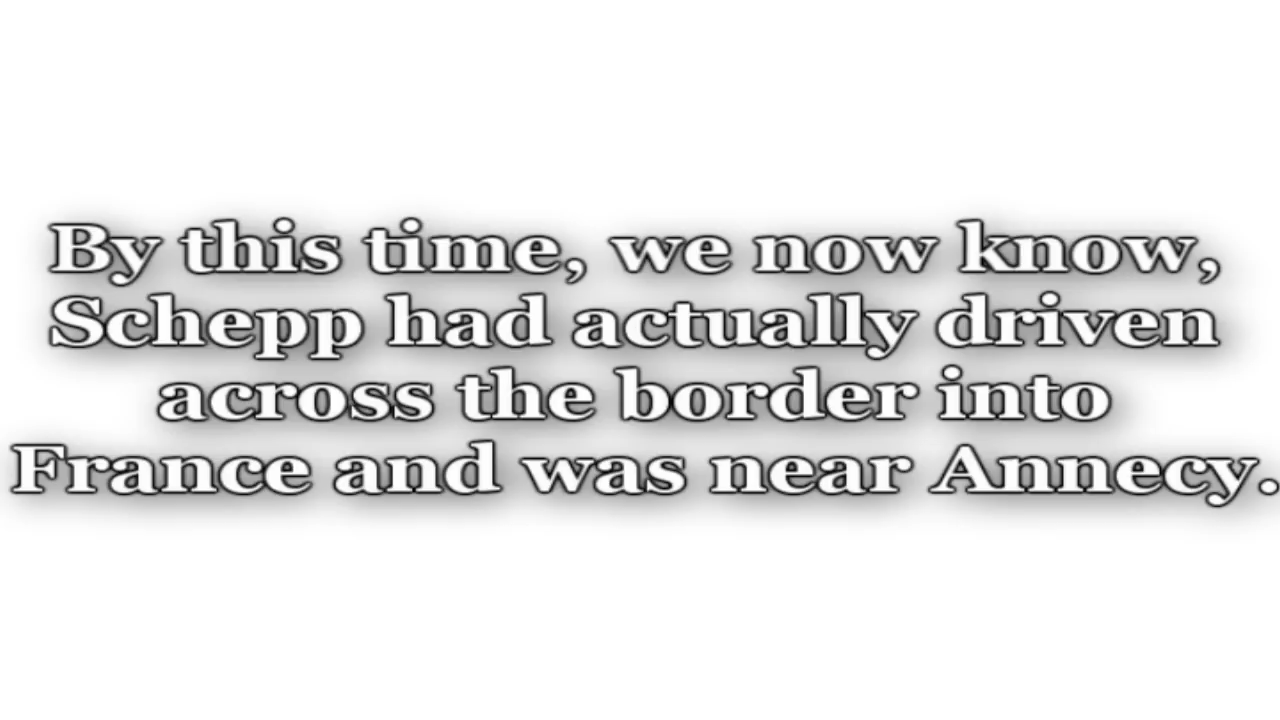 By this time, we now know,
Schepp had actually driven
across the border into
France and was near Annecy.